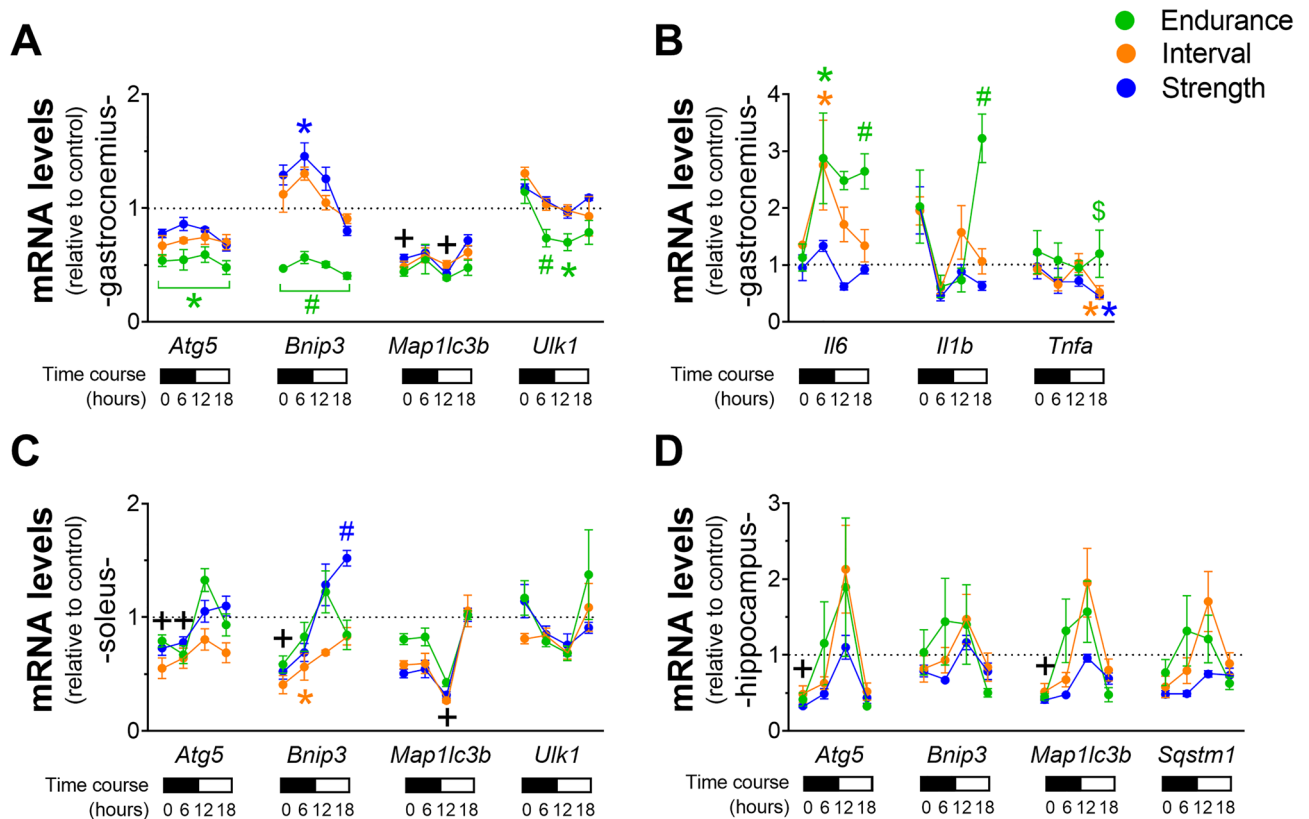 Endurance
Interval
Strength
A
mRNA levels
(relative to control)
-gastrocnemius-
2
1
0
*
*
#
+ +
#
*
Atg5 Bnip3 Map1lc3b Ulk1
Time course
(hours)
0 6 12 18 0 6 12 18 0 6 12 18 0 6 12 18
B
mRNA levels
(relative to control)
-gastrocnemius-
4
3
2
1
0
*
*
#
#
$
* *
Il6 Il1b Tnfa
Time course
(hours)
0 6 12 18 0 6 12 18 0 6 12 18
C
mRNA levels
(relative to control)
-soleus-
2
1
0
+ +
+
*
#
+
Atg5 Bnip3 Map1lc3b Ulk1
Time course
(hours)
0 6 12 18 0 6 12 18 0 6 12 18 0 6 12 18
D
mRNA levels
(relative to control)
-hippocampus-
3
2
1
0
+
+
Atg5 Bnip3 Map1lc3b Sqstm1
Time course
(hours)
0 6 12 18 0 6 12 18 0 6 12 18 0 6 12 18